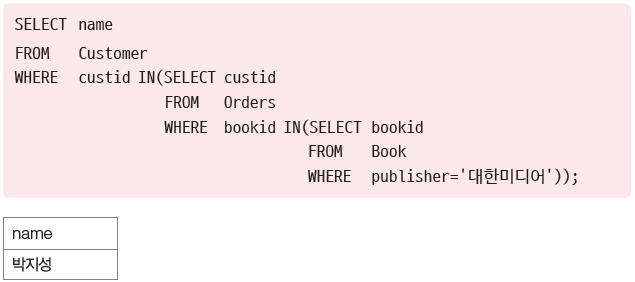 SELECT name
FROM Customer
WHERE custid IN(SELECT custid
FROM Orders
WHERE bookid IN(SELECT bookid
FROM Book
WHERE publisher='대한미디어'));
name
박지성